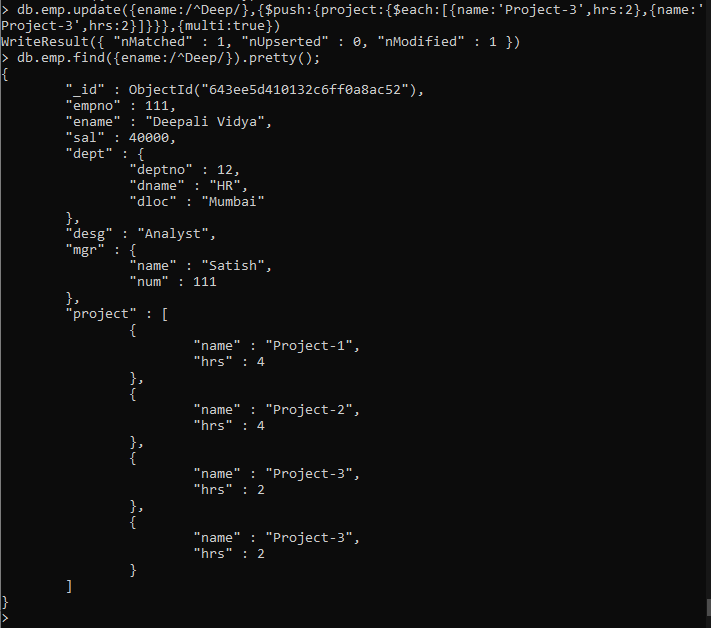 > db.emp.update({ename:/^Deep/},{$push:{project:{$each:[{name:'Project-3',hrs:2},{name:'
Project-3',hrs:2}]}}},{multi:true})
WriteResult({ "nMatched" : 1, "nUpserted" : 0, "nModified" : 1 })
> db.emp.find({ename:/^Deep/}).pretty();
{
        "_id" : ObjectId("643ee5d410132c6ff0a8ac52"),
        "empno" : 111,
        "ename" : "Deepali Vidya",
        "sal" : 40000,
        "dept" : {
                "deptno" : 12,
                "dname" : "HR",
                "dloc" : "Mumbai"
        },
        "desg" : "Analyst",
        "mgr" : {
                "name" : "Satish",
                "num" : 111
        },
        "project" : [
                {
                        "name" : "Project-1",
                        "hrs" : 4
                },
                {
                        "name" : "Project-2",
                        "hrs" : 4
                },
                {
                        "name" : "Project-3",
                        "hrs" : 2
                },
                {
                        "name" : "Project-3",
                        "hrs" : 2
                }
        ]
}
>